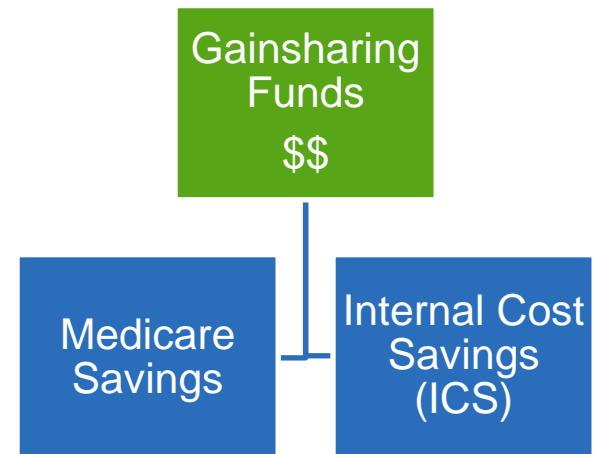 Gainsharing
Funds
$$
Medicare
Savings
Internal Cost
Savings
(ICS)